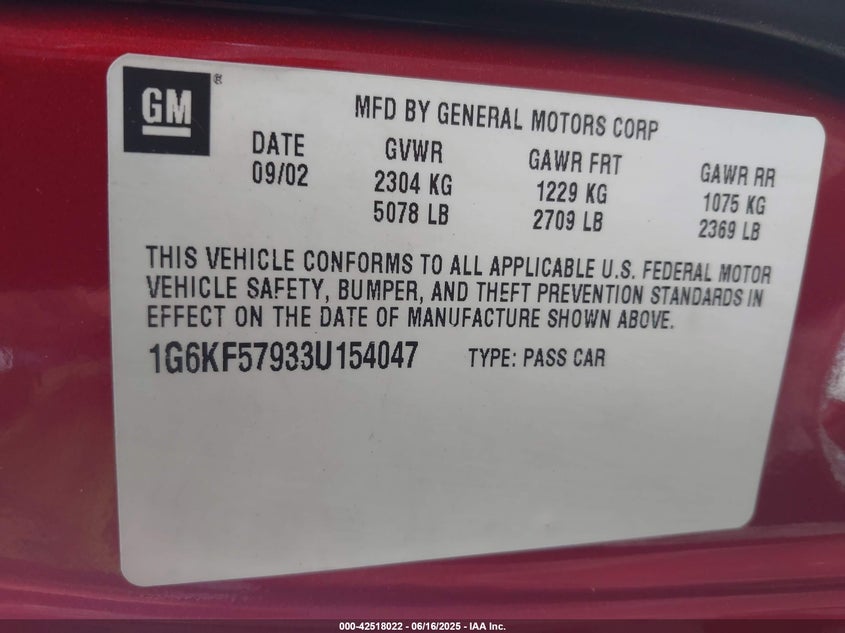 GM®
MFD BY GENERAL MOTORS CORP
DATE GVWR GAWR FRT GAWR RR
09/02 2304 KG 1229 KG 1075 KG
5078 LB 2709 LB 2369 LB
THIS VEHICLE CONFORMS TO ALL APPLICABLE U.S. FEDERAL MOTOR
VEHICLE SAFETY, BUMPER, AND THEFT PREVENTION STANDARDS IN
EFFECT ON THE DATE OF MANUFACTURE SHOWN ABOVE.
1G6KF57933U154047 TYPE: PASS CAR
000-42518022 - 06/16/2025 - IAA Inc.